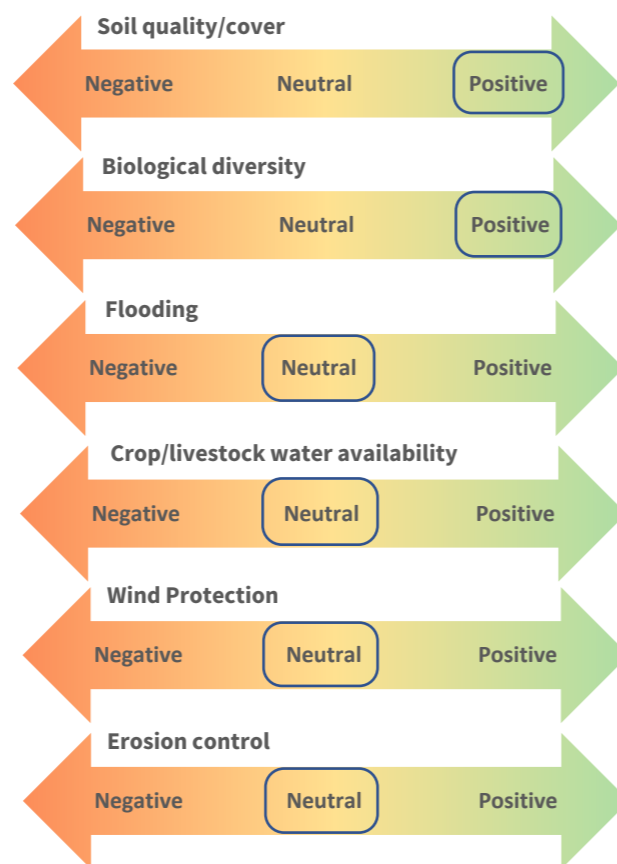 Soil quality/cover
Negative Neutral Positive
Biological diversity
Negative Neutral Positive
Flooding
Negative Neutral Positive
Crop/livestock water availability
Negative Neutral Positive
Wind Protection
Negative Neutral Positive
Erosion control
Negative Neutral Positive